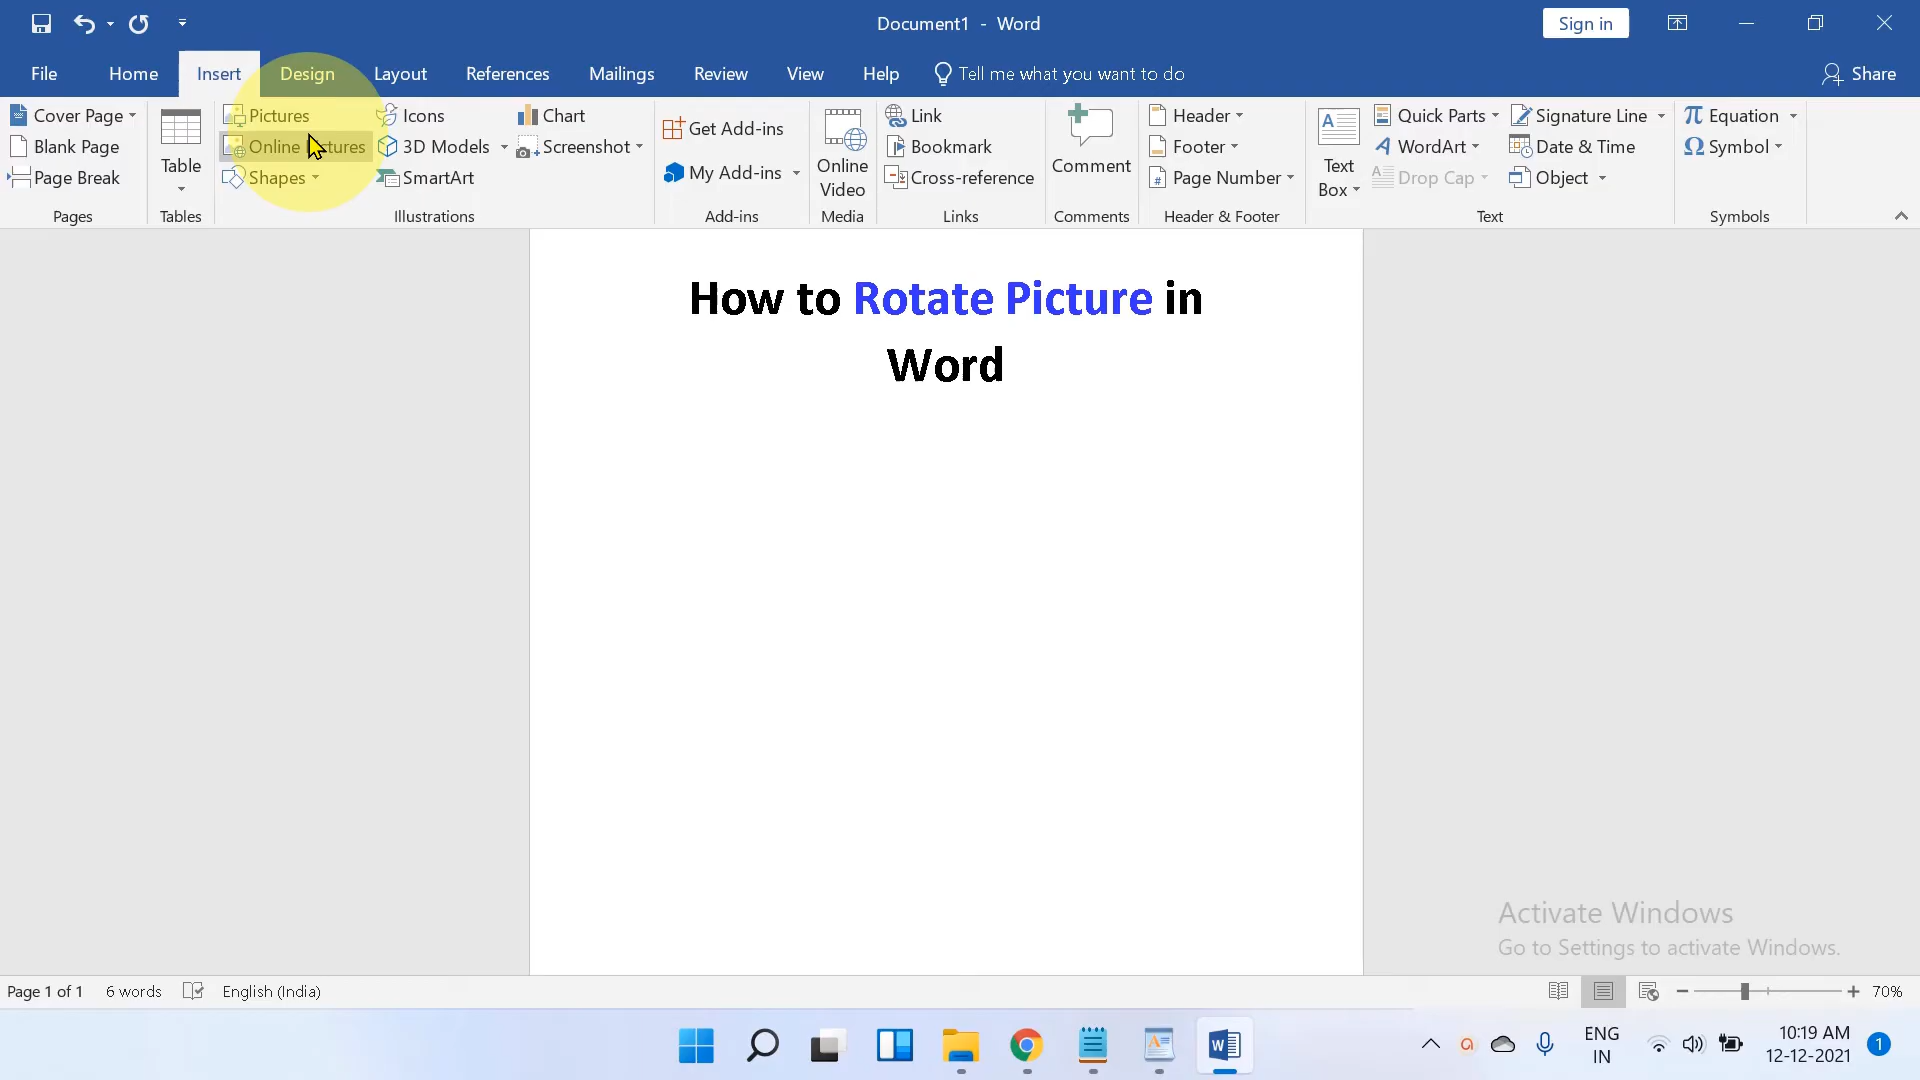 Document1 - Word
Sign in
File Home Insert Design Layout References Mailings Review View Help Tell me what you want to do Share
Cover Page
Blank Page
Page Break
Pages
Table
Tables
Pictures
Online Pictures
Shapes
Icons
3D Models
SmartArt
Chart
Screenshot
Illustrations
Get Add-ins
My Add-ins
Add-ins
Online
Video
Media
Link
Bookmark
Cross-reference
Links
Comment
Comments
Header
Footer
Page Number
Header & Footer
Text
Box
Quick Parts
WordArt
Drop Cap
Signature Line
Date & Time
Object
Text
Equation
Symbol
Symbols
How to Rotate Picture in
Word
Activate Windows
Go to Settings to activate Windows.
Page 1 of 1 6 words English (India) 70%
ENG
IN
10:19 AM
12-12-2021
1